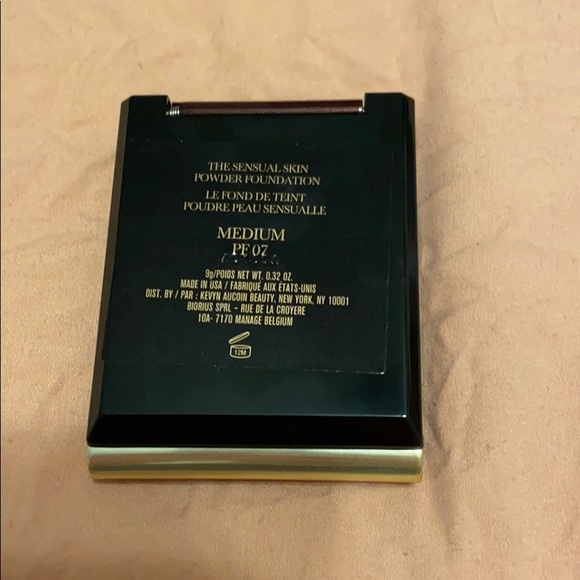 THE SENSUAL SKIN
POWDER FOUNDATION
LE FOND DE TEINT
POUDRE PEAU SENSUALLE
MEDIUM
PF 07
9g/POIDS NET WT. 0.32 OZ.
MADE IN USA / FABRIQUÉ AUX ÉTATS-UNIS
DIST. BY / PAR : KEVYN AUCOIN BEAUTY, NEW YORK, NY 10001
BIORIUS SPRL - RUE DE LA CROYERE
10A- 7170 MANAGE BELGIUM
12M